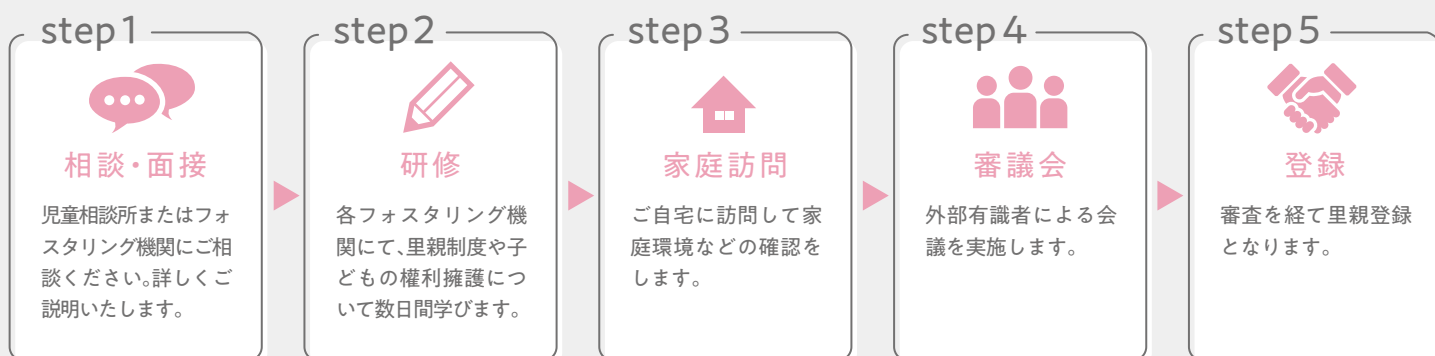 step1
相談・面接
児童相談所またはフォ
スタリング機関にご相
談ください。詳しくご
説明いたします。
step2
研修
各フォスタリング機
関にて、里親制度や子
どもの権利擁護につ
いて数日間学びます。
step3
家庭訪問
ご自宅に訪問して家
庭環境などの確認を
します。
step4
審議会
外部有識者による会
議を実施します。
step5
登録
審査を経て里親登録
となります。